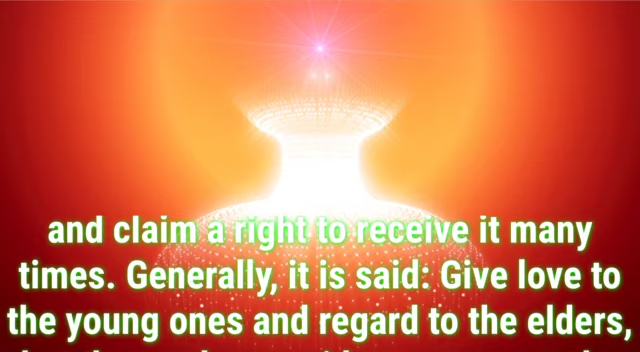 and claim a right to receive it many
times. Generally, it is said: Give love to
the young ones and regard to the elders,